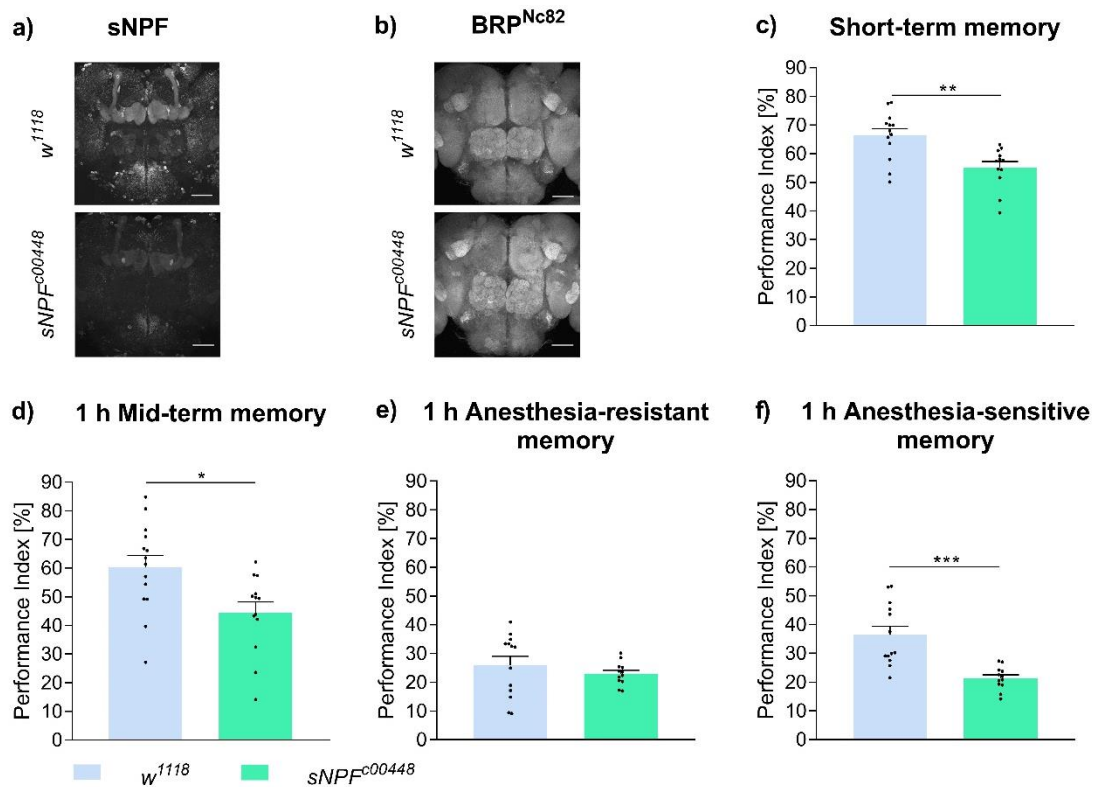 a) sNPF
w1118
sNPFc00448
b) BRPNc82
w1118
sNPFc00448
c) Short-term memory
Performance Index [%]
90
80
70
60
50
40
30
20
10
0
**
d) 1 h Mid-term memory
Performance Index [%]
90
80
70
60
50
40
30
20
10
0
*
e) 1 h Anesthesia-resistant
memory
Performance Index [%]
90
80
70
60
50
40
30
20
10
0
f) 1 h Anesthesia-sensitive
memory
Performance Index [%]
90
80
70
60
50
40
30
20
10
0
***
w1118 sNPFc00448